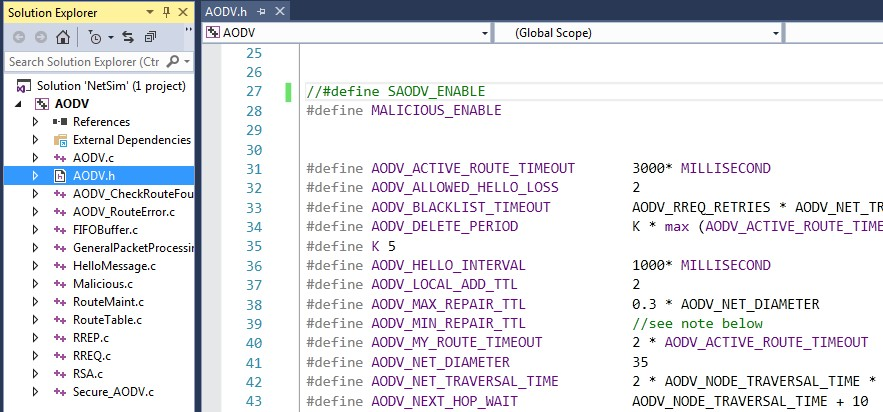 Solution Explorer
Search Solution Explorer (Ctr
Solution 'NetSim' (1 project)
AODV
References
External Dependencies
AODV.c
AODV.h
AODV_CheckRouteFou
AODV_RouteError.c
FIFOBuffer.c
GeneralPacketProcessin
HelloMessage.c
Malicious.c
RouteMaint.c
RouteTable.c
RREP.c
RREQ.c
RSA.c
Secure_AODV.c
AODV.h
AODV (Global Scope)
25
26
27 //#define SAODV_ENABLE
28 #define MALICIOUS_ENABLE
29
30
31 #define AODV_ACTIVE_ROUTE_TIMEOUT 3000* MILLISECOND
32 #define AODV_ALLOWED_HELLO_LOSS 2
33 #define AODV_BLACKLIST_TIMEOUT AODV_RREQ_RETRIES * AODV_NET_TR
34 #define AODV_DELETE_PERIOD K * max (AODV_ACTIVE_ROUTE_TIME
35 #define K 5
36 #define AODV_HELLO_INTERVAL 1000* MILLISECOND
37 #define AODV_LOCAL_ADD_TTL 2
38 #define AODV_MAX_REPAIR_TTL 0.3 * AODV_NET_DIAMETER
39 #define AODV_MIN_REPAIR_TTL //see note below
40 #define AODV_MY_ROUTE_TIMEOUT 2 * AODV_ACTIVE_ROUTE_TIMEOUT
41 #define AODV_NET_DIAMETER 35
42 #define AODV_NET_TRAVERSAL_TIME 2 * AODV_NODE_TRAVERSAL_TIME *
43 #define AODV_NEXT_HOP_WAIT AODV_NODE_TRAVERSAL_TIME + 10